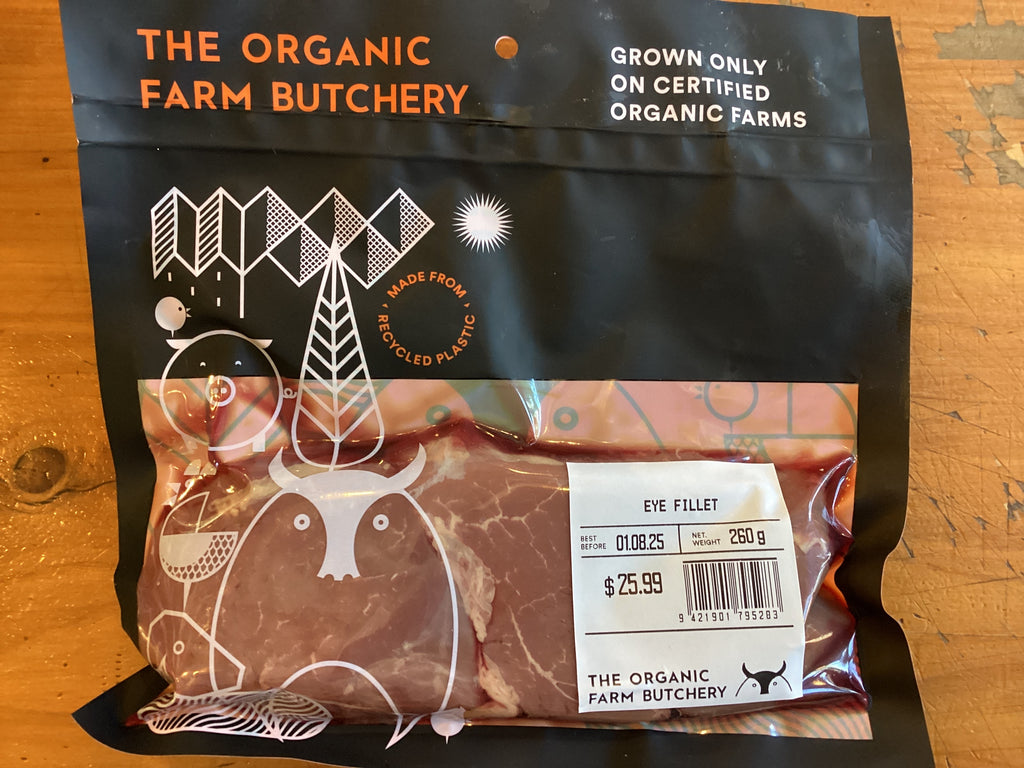 THE ORGANIC
FARM BUTCHERY
GROWN ONLY
ON CERTIFIED
ORGANIC FARMS
MADE FROM
RECYCLED PLASTIC
EYE FILLET
BEST
BEFORE
01.08.25
NET.
WEIGHT
260 g
$25.99
9 421901 795283
THE ORGANIC
FARM BUTCHERY